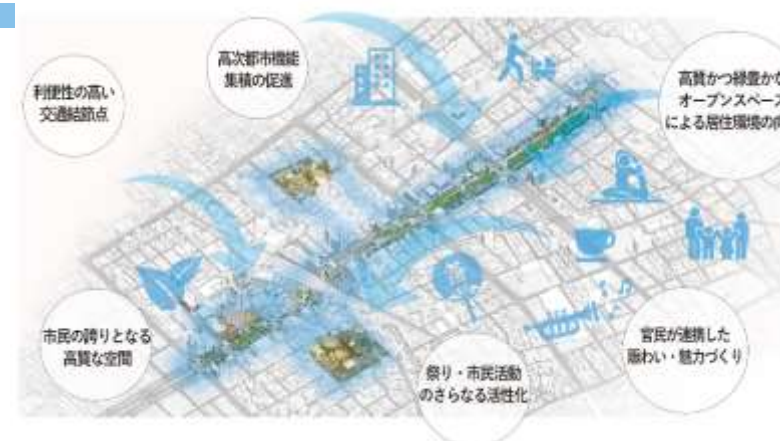 高次都市機能
集積の促進
利便性の高い
交通結節点
高質かつ緑豊かな
オープンスペース
による居住環境の向
市民の誇りとなる
高質な空間
祭り・市民活動
のさらなる活性化
官民が連携した
賑わい・魅力づくり